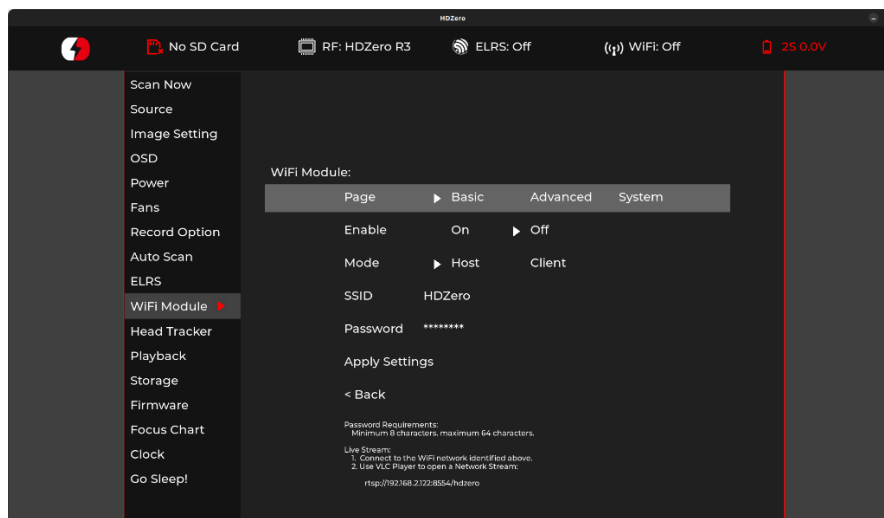 HDZero
No SD Card RF: HDZero R3 ELRS: Off WiFi: Off 2S 0.0V
Scan Now
Source
Image Setting
OSD
Power
Fans
Record Option
Auto Scan
ELRS
WiFi Module
Head Tracker
Playback
Storage
Firmware
Focus Chart
Clock
Go Sleep!
WiFi Module:
Page Basic Advanced System
Enable On Off
Mode Host Client
SSID HDZero
Password ********
Apply Settings
< Back
Password Requirements:
Minimum 8 characters, maximum 64 characters.
Live Stream:
1. Connect to the WiFi network identified above.
2. Use VLC Player to open a Network Stream:
rtsp://192.168.2.122:8554/hdzero